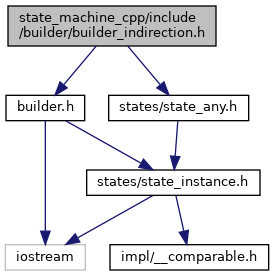 state_machine_cpp/include
/builder/builder_indirection.h
builder.h
states/state_any.h
states/state_instance.h
iostream
impl/__comparable.h